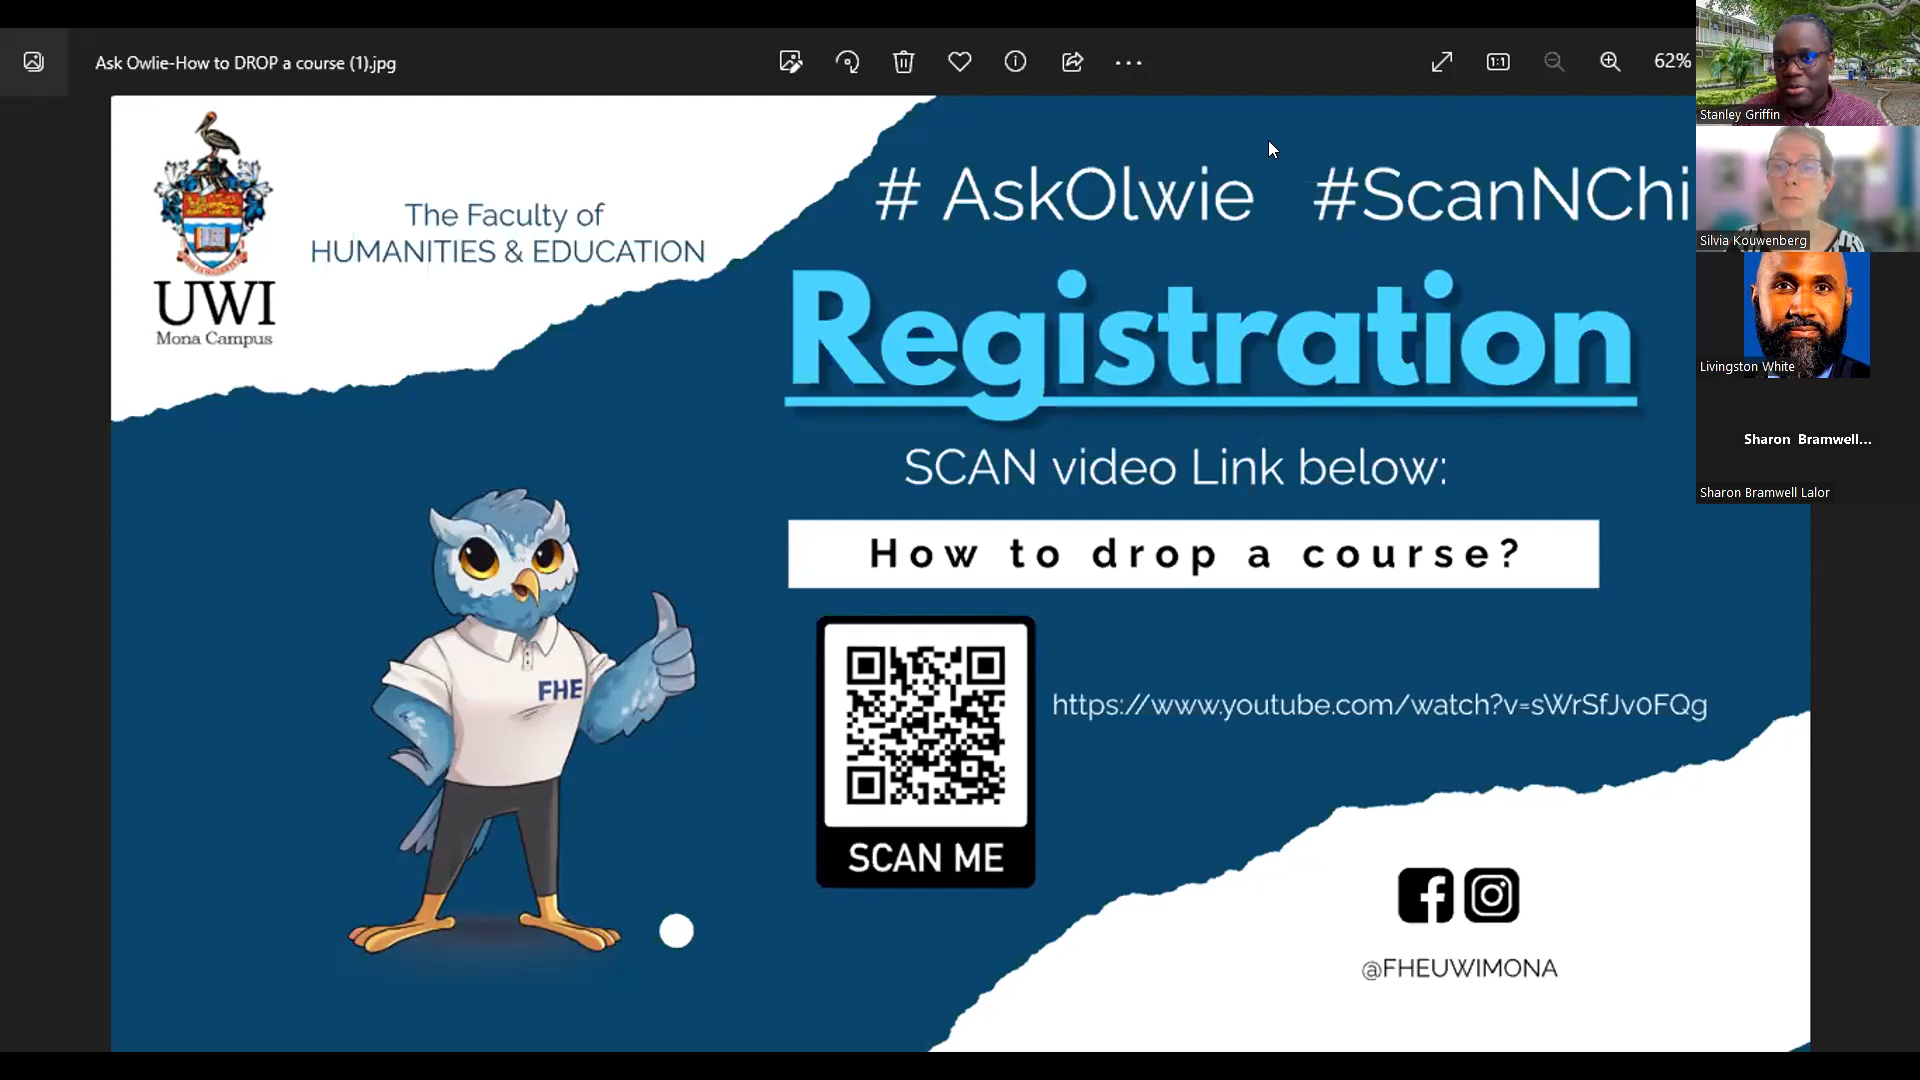 Ask Owlie-How to DROP a course (1).jpg
62%
The Faculty of
HUMANITIES & EDUCATION
UWI
Mona Campus
# AskOlwie #ScanNChi
Registration
SCAN video Link below:
How to drop a course?
FHE
https://www.youtube.com/watch?v=sWrSfJv0FQg
SCAN ME
@FHEUWIMONA
Stanley Griffin
Silvia Kouwenberg
Livingston White
Sharon Bramwell...
Sharon Bramwell Lalor